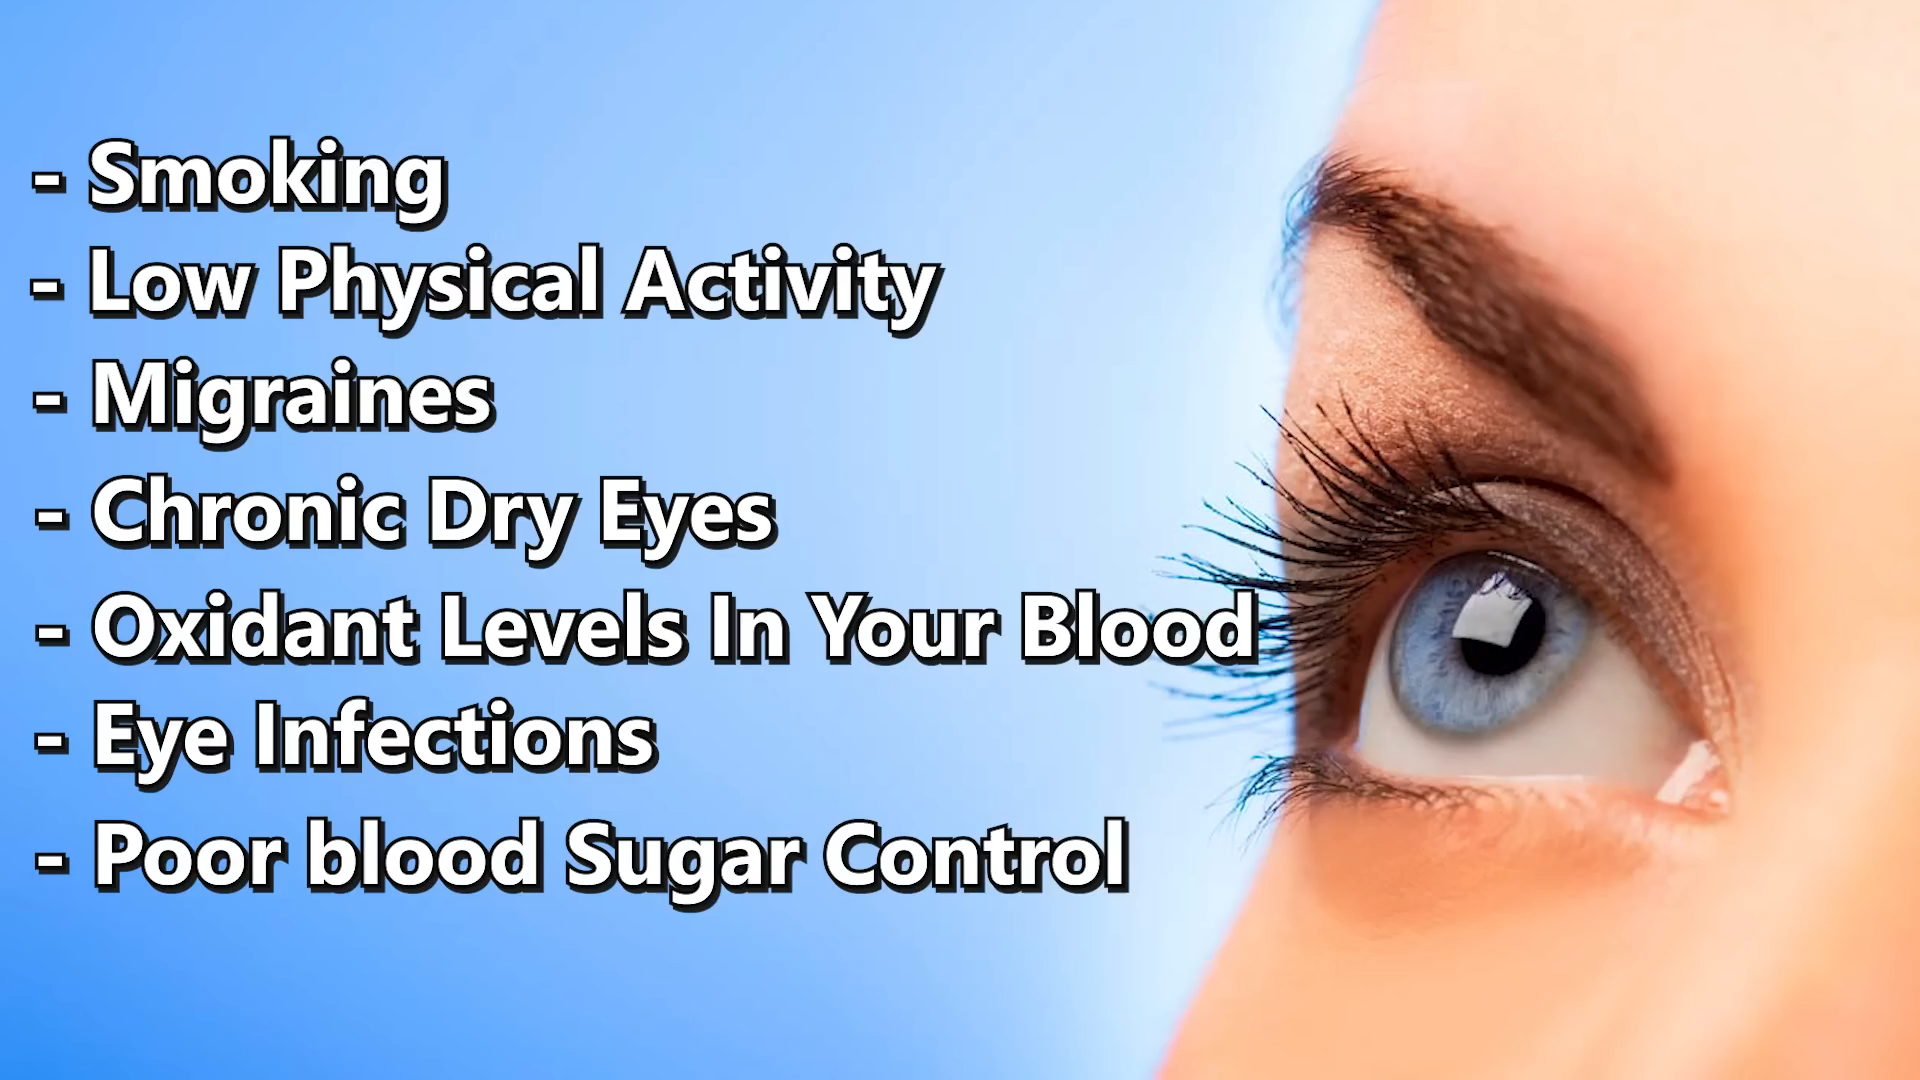 - Smoking
- Low Physical Activity
- Migraines
- Chronic Dry Eyes
- Oxidant Levels In Your Blood
- Eye Infections
- Poor blood Sugar Control